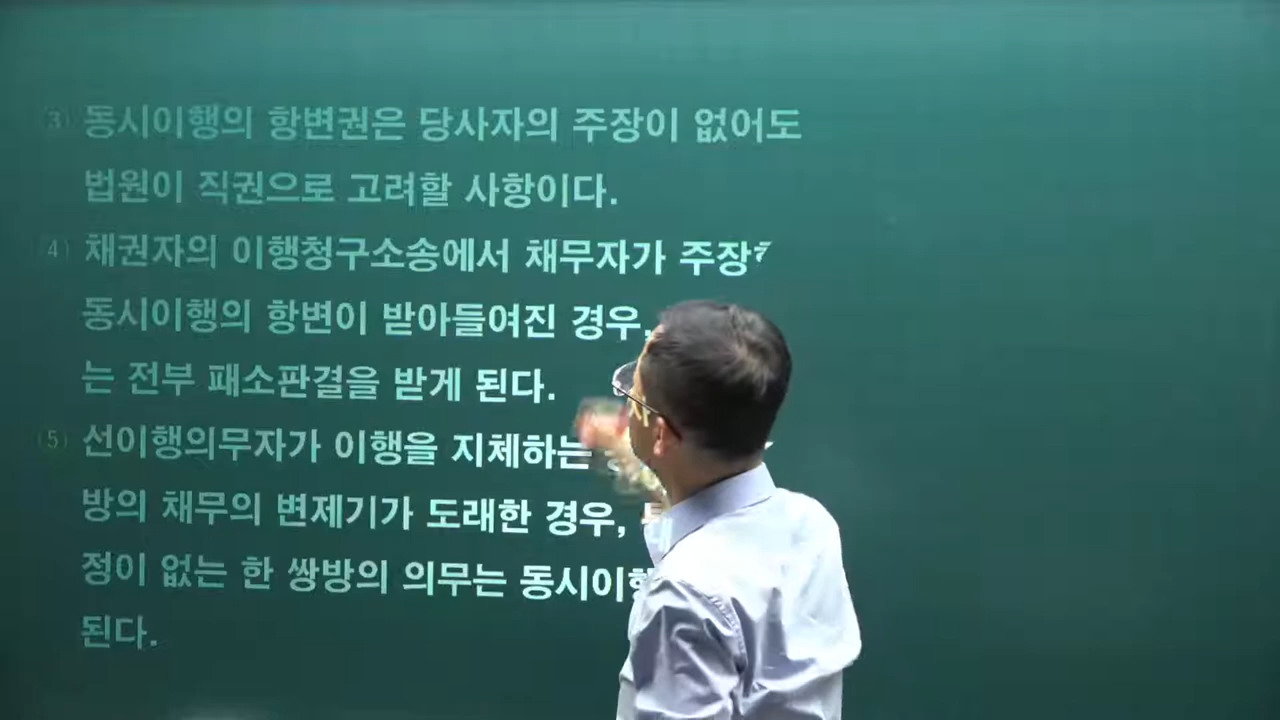 (3) 동시이행의 항변권은 당사자의 주장이 없어도
법원이 직권으로 고려할 사항이다.
(4) 채권자의 이행청구소송에서 채무자가 주장
동시이행의 항변이 받아들여진 경우,
는 전부 패소판결을 받게 된다.
(5) 선이행의무자가 이행을 지체하는
방의 채무의 변제기가 도래한 경우,
정이 없는 한 쌍방의 의무는 동시이행
된다.